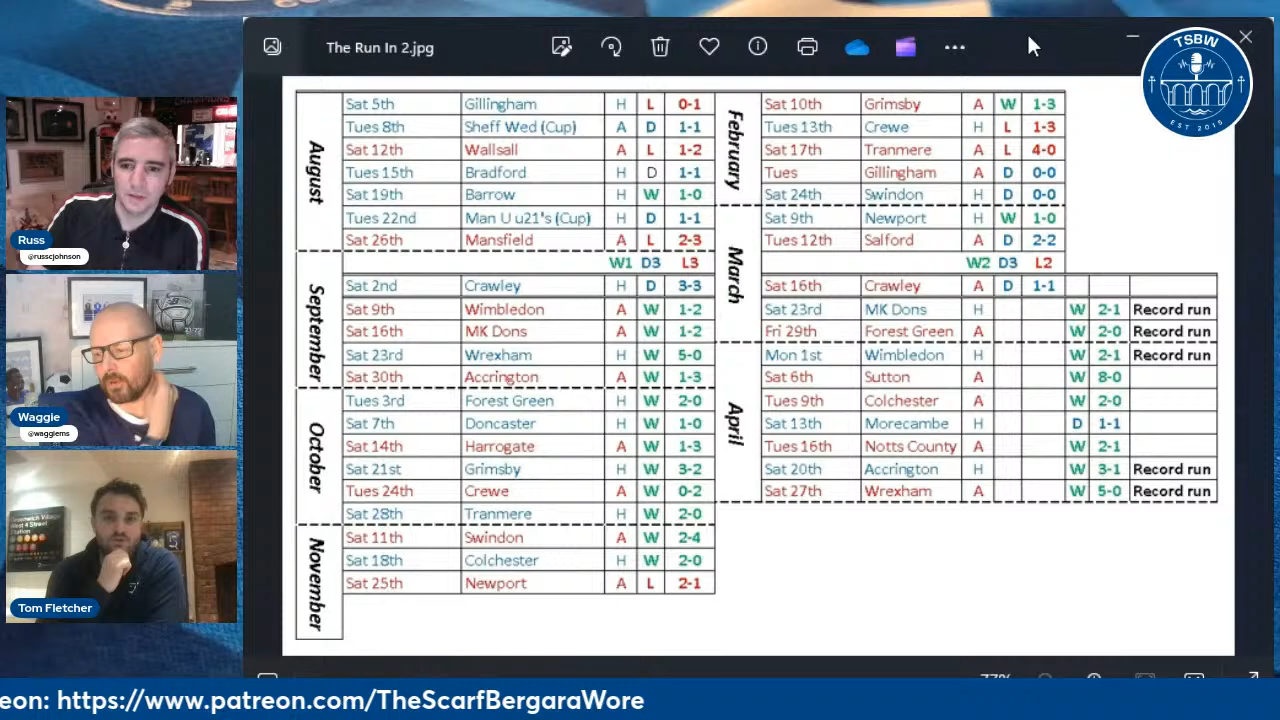 The Run In 2.jpg
TSBW
EST 2015
August
Sat 5th Gillingham H L 0-1
Tues 8th Sheff Wed (Cup) A D 1-1
Sat 12th Wallsall A L 1-2
Tues 15th Bradford H D 1-1
Sat 19th Barrow H W 1-0
Tues 22nd Man U u21's (Cup) H D 1-1
Sat 26th Mansfield A L 2-3
W1 D3 L3
September
Sat 2nd Crawley H D 3-3
Sat 9th Wimbledon A W 1-2
Sat 16th MK Dons A W 1-2
Sat 23rd Wrexham H W 5-0
Sat 30th Accrington A W 1-3
October
Tues 3rd Forest Green H W 2-0
Sat 7th Doncaster H W 1-0
Sat 14th Harrogate A W 1-3
Sat 21st Grimsby H W 3-2
Tues 24th Crewe A W 0-2
Sat 28th Tranmere H W 2-0
November
Sat 11th Swindon A W 2-4
Sat 18th Colchester H W 2-0
Sat 25th Newport A L 2-1
February
Sat 10th Grimsby A W 1-3
Tues 13th Crewe H L 1-3
Sat 17th Tranmere A L 4-0
Tues Gillingham A D 0-0
Sat 24th Swindon H D 0-0
March
Sat 9th Newport H W 1-0
Tues 12th Salford A D 2-2
W2 D3 L2
Sat 16th Crawley A D 1-1
Sat 23rd MK Dons H W 2-1 Record run
Fri 29th Forest Green A W 2-0 Record run
April
Mon 1st Wimbledon H W 2-1 Record run
Sat 6th Sutton A W 8-0
Tues 9th Colchester A W 2-0
Sat 13th Morecambe H D 1-1
Tues 16th Notts County A W 2-1
Sat 20th Accrington H W 3-1 Record run
Sat 27th Wrexham A W 5-0 Record run
Russ
@russcjohnson
Waggie
@waggiems
West 4 Street
Station
Tom Fletcher
eon: https://www.patreon.com/TheScarfBergaraWore